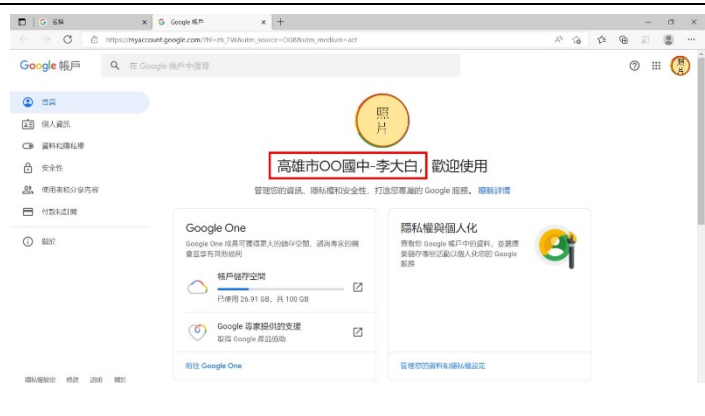 名稱
Google 帳戶
https://myaccount.google.com/?hl=zh_TW&utm_source=OGB&utm_medium=act
Google 帳戶
在 Google 帳戶中搜尋
照片
首頁
個人資訊
資料和隱私權
安全性
使用者和分享內容
付款和訂閱
關於
照
片
高雄市OO國中-李大白，歡迎使用
管理您的資訊、隱私權和安全性，打造您專屬的 Google 服務。瞭解詳情
Google One
Google One 成員可獲得更大的儲存空間、諮詢專家的機
會並享有其他福利
帳戶儲存空間
已使用 26.91 GB，共 100 GB
Google 專家提供的支援
取得 Google 產品協助
前往 Google One
隱私權與個人化
查看您 Google 帳戶中的資料，並選擇
要儲存哪些活動以個人化您的 Google
服務
管理您的資料和隱私權設定
隱私權設定 條款 說明 關於